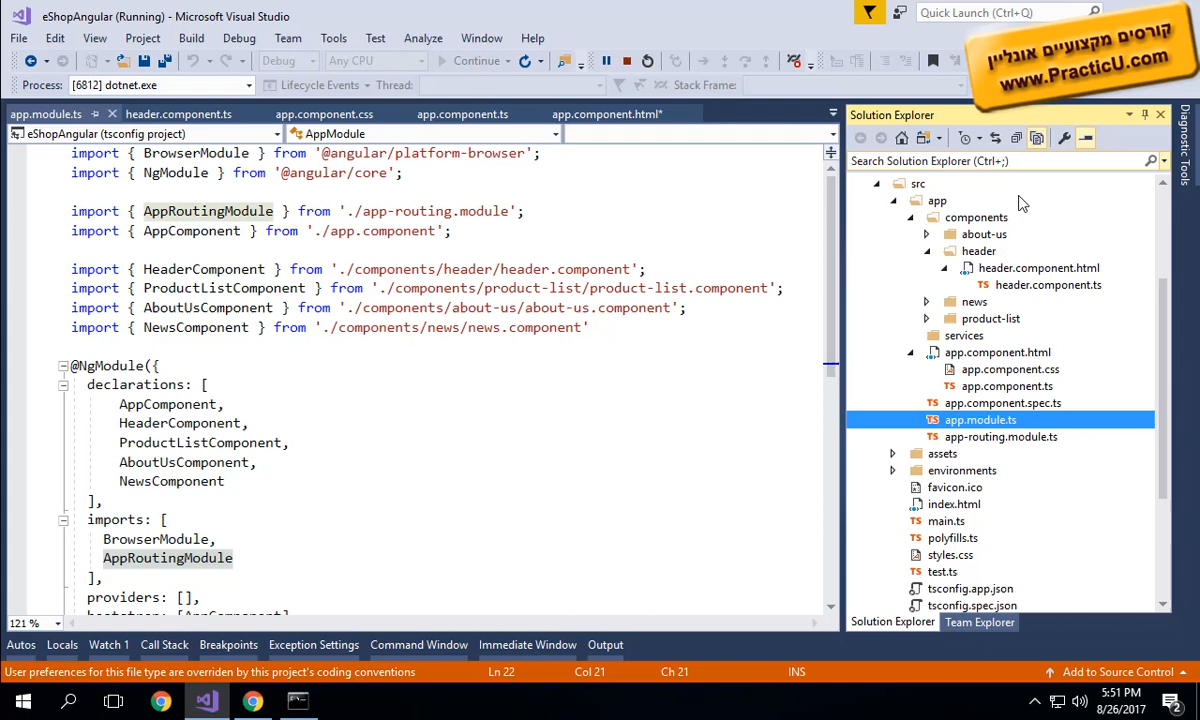 eShopAngular (Running) - Microsoft Visual Studio
Quick Launch (Ctrl+Q)
File Edit View Project Build Debug Team Tools Test Analyze Window Help
Debug Any CPU Continue
Process: [6812] dotnet.exe Lifecycle Events Thread: Stack Frame:
קורסים מקצועיים אונליין
www.PracticU.com
app.module.ts header.component.ts app.component.css app.component.ts app.component.html*
eShopAngular (tsconfig project) AppModule
import { BrowserModule } from '@angular/platform-browser';
import { NgModule } from '@angular/core';
import { AppRoutingModule } from './app-routing.module';
import { AppComponent } from './app.component';
import { HeaderComponent } from './components/header/header.component';
import { ProductListComponent } from './components/product-list/product-list.component';
import { AboutUsComponent } from './components/about-us/about-us.component';
import { NewsComponent } from './components/news/news.component'
@NgModule({
declarations: [
AppComponent,
HeaderComponent,
ProductListComponent,
AboutUsComponent,
NewsComponent
],
imports: [
BrowserModule,
AppRoutingModule
],
providers: [],
bootstrap: [AppComponent]
121 %
Solution Explorer
Search Solution Explorer (Ctrl+;)
src
app
components
about-us
header
header.component.html
header.component.ts
news
product-list
services
app.component.html
app.component.css
app.component.ts
app.component.spec.ts
app.module.ts
app-routing.module.ts
assets
environments
favicon.ico
index.html
main.ts
polyfills.ts
styles.css
test.ts
tsconfig.app.json
tsconfig.spec.json
Solution Explorer Team Explorer
Diagnostic Tools
Autos Locals Watch 1 Call Stack Breakpoints Exception Settings Command Window Immediate Window Output
User preferences for this file type are overriden by this project's coding conventions Ln 22 Col 21 Ch 21 INS Add to Source Control
5:51 PM
8/26/2017
2